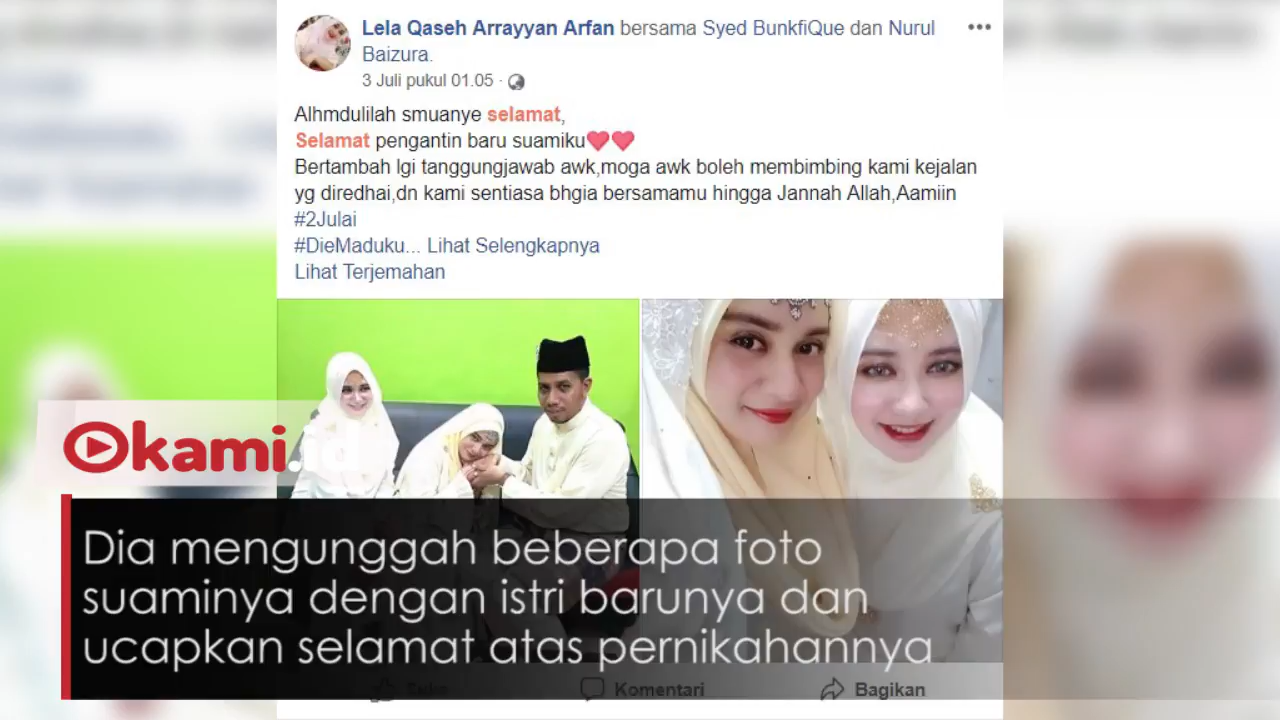 Lela Qaseh Arrayyan Arfan bersama Syed BunkfiQue dan Nurul
Baizura.
3 Juli pukul 01.05 ·
Alhmdulilah smuanye selamat,
Selamat pengantin baru suamiku❤❤
Bertambah lgi tanggungjawab awk,moga awk boleh membimbing kami kejalan
yg diredhai,dn kami sentiasa bhgia bersamamu hingga Jannah Allah,Aamiin
#2Julai
#DieMaduku... Lihat Selengkapnya
Lihat Terjemahan
Okami.id
Dia mengunggah beberapa foto
suaminya dengan istri barunya dan
ucapkan selamat atas pernikahannya
Suka Komentari Bagikan